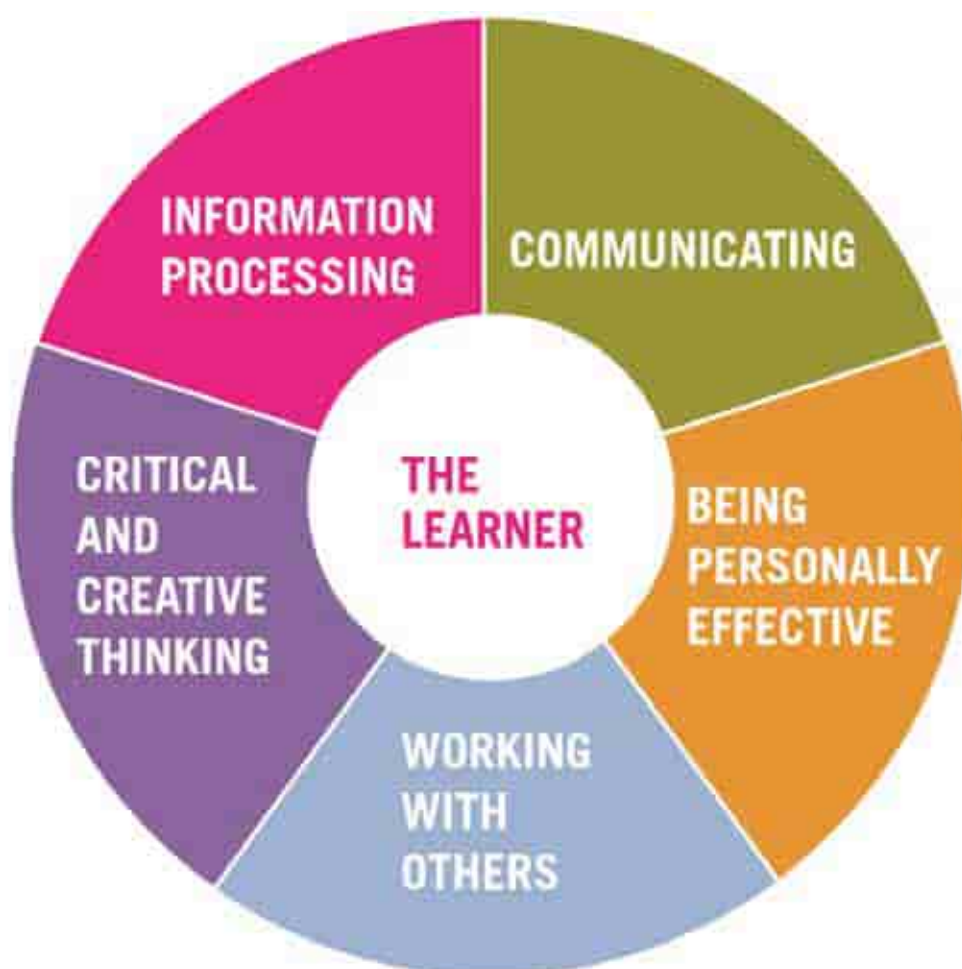 INFORMATION
PROCESSING
COMMUNICATING
CRITICAL
AND
CREATIVE
THINKING
THE
LEARNER
BEING
PERSONALLY
EFFECTIVE
WORKING
WITH
OTHERS